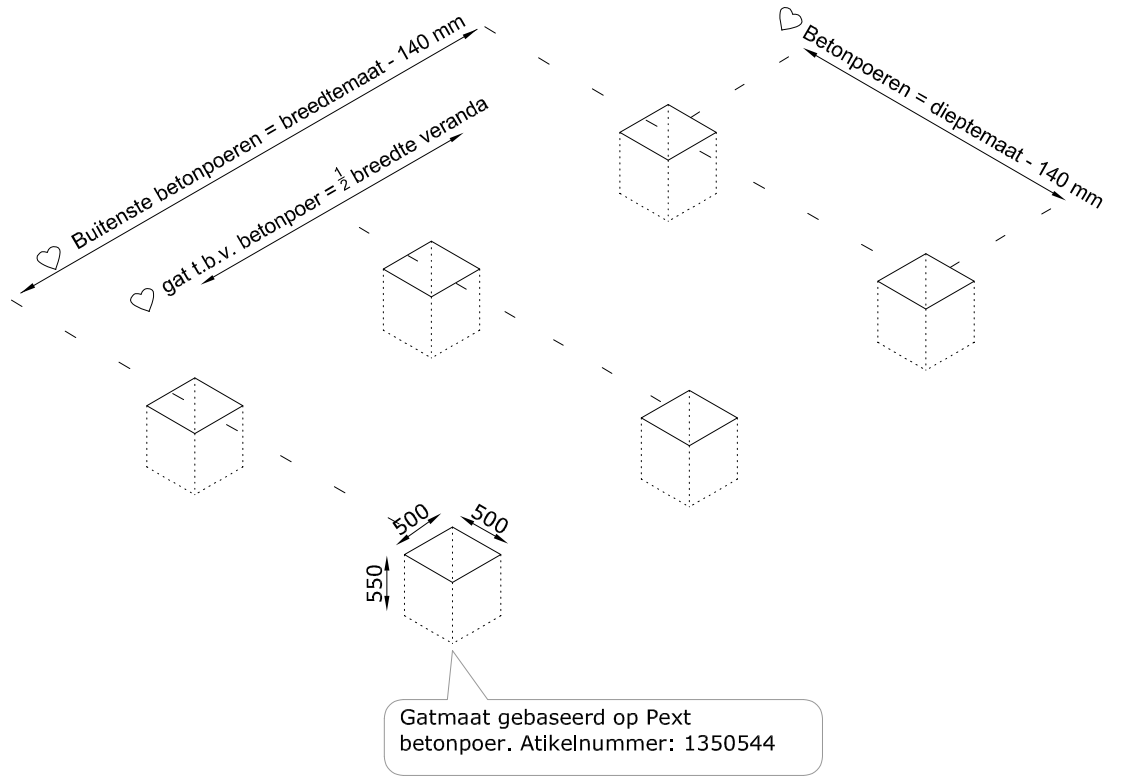 Buitenste betonpoeren = breedtemaat - 140 mm
gat t.b.v. betonpoer = 1/2 breedte veranda
Betonpoeren = dieptemaat - 140 mm
500
500
550
Gatmaat gebaseerd op Pext
betonpoer. Atikelnummer: 1350544